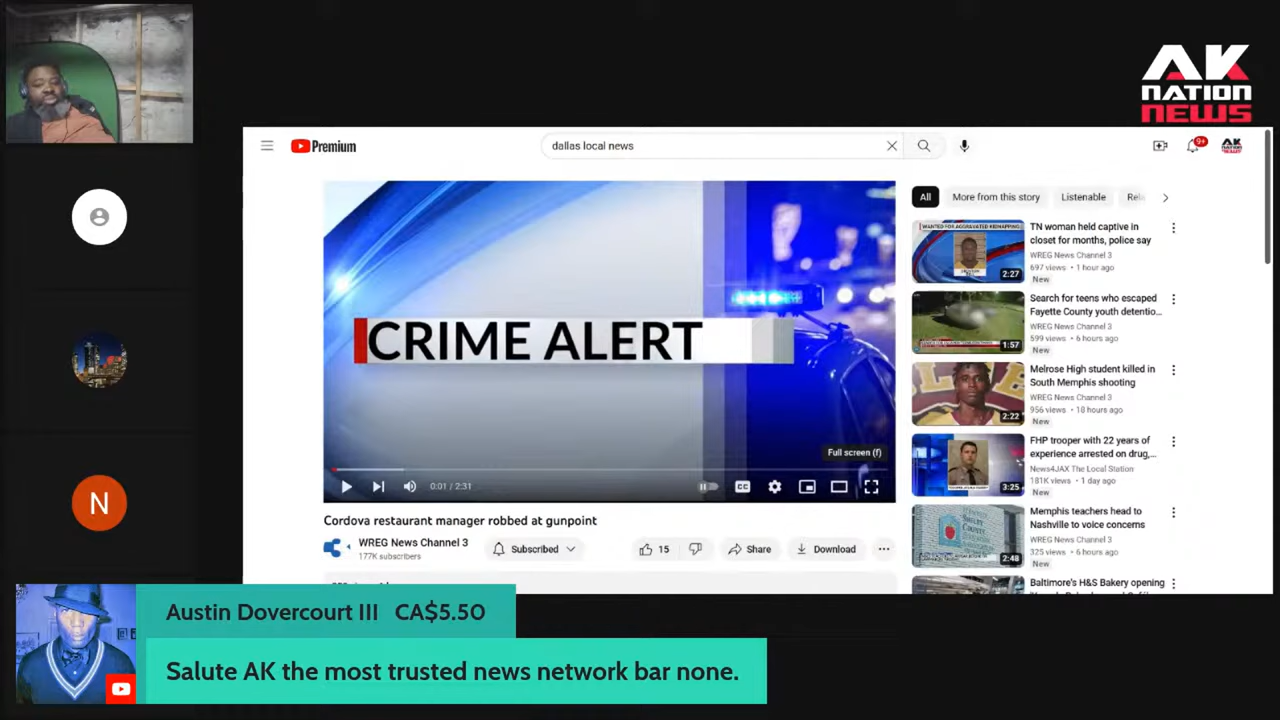 AK
NATION
NEWS
Premium
dallas local news
9+
CRIME ALERT
Full screen (f)
0:01 / 2:31
CC
Cordova restaurant manager robbed at gunpoint
WREG News Channel 3
177K subscribers
Subscribed
15
Share
Download
All
More from this story
Listenable
WANTED FOR AGGRAVATED KIDNAPPING
2:27
TN woman held captive in
closet for months, police say
WREG News Channel 3
697 views • 1 hour ago
New
1:57
Search for teens who escaped
Fayette County youth detentio...
WREG News Channel 3
599 views • 6 hours ago
New
2:22
Melrose High student killed in
South Memphis shooting
WREG News Channel 3
956 views • 18 hours ago
New
3:25
FHP trooper with 22 years of
experience arrested on drug,...
News4JAX The Local Station
181K views • 1 day ago
New
2:48
Memphis teachers head to
Nashville to voice concerns
WREG News Channel 3
325 views • 6 hours ago
New
Baltimore's H&S Bakery opening
N
Austin Dovercourt III CA$5.50
Salute AK the most trusted news network bar none.